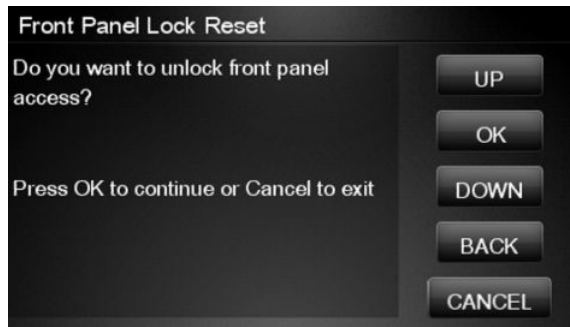 Front Panel Lock Reset
Do you want to unlock front panel
access?
Press OK to continue or Cancel to exit
UP
OK
DOWN
BACK
CANCEL